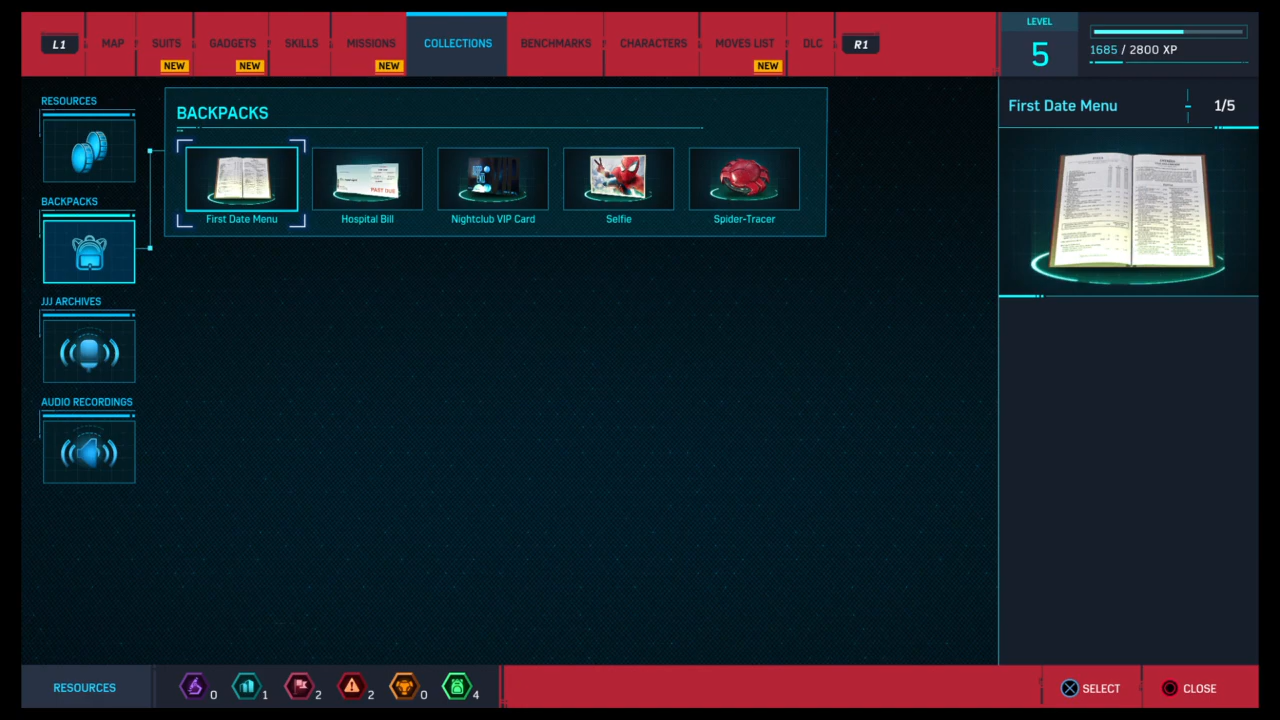 L1
MAP
SUITS
NEW
GADGETS
NEW
SKILLS
MISSIONS
NEW
COLLECTIONS
BENCHMARKS
CHARACTERS
MOVES LIST
NEW
DLC
R1
LEVEL
5
1685 / 2800 XP
RESOURCES
BACKPACKS
JJJ ARCHIVES
AUDIO RECORDINGS
BACKPACKS
PAST DUE
First Date Menu
Hospital Bill
Nightclub VIP Card
Selfie
Spider-Tracer
First Date Menu
1/5
RESOURCES
0
1
2
2
0
4
SELECT
CLOSE